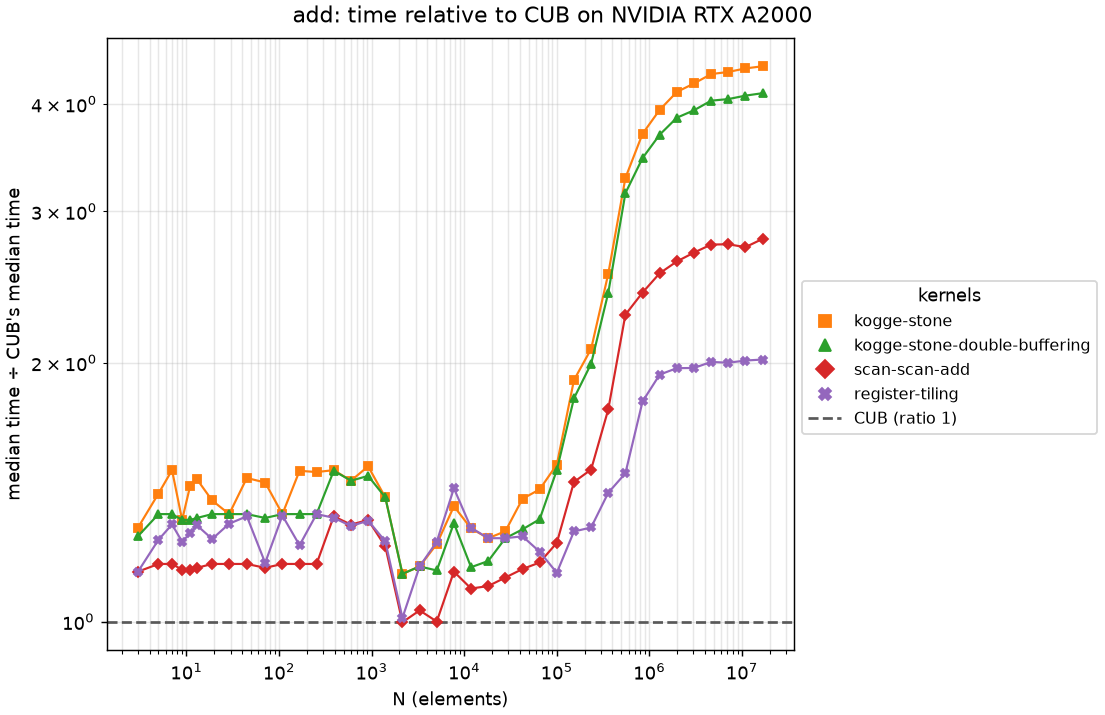 add: time relative to CUB on NVIDIA RTX A2000
median time ÷ CUB's median time
4 × 10⁰
3 × 10⁰
2 × 10⁰
10⁰
10¹
10²
10³
10⁴
10⁵
10⁶
10⁷
N (elements)
kernels
kogge-stone
kogge-stone-double-buffering
scan-scan-add
register-tiling
CUB (ratio 1)